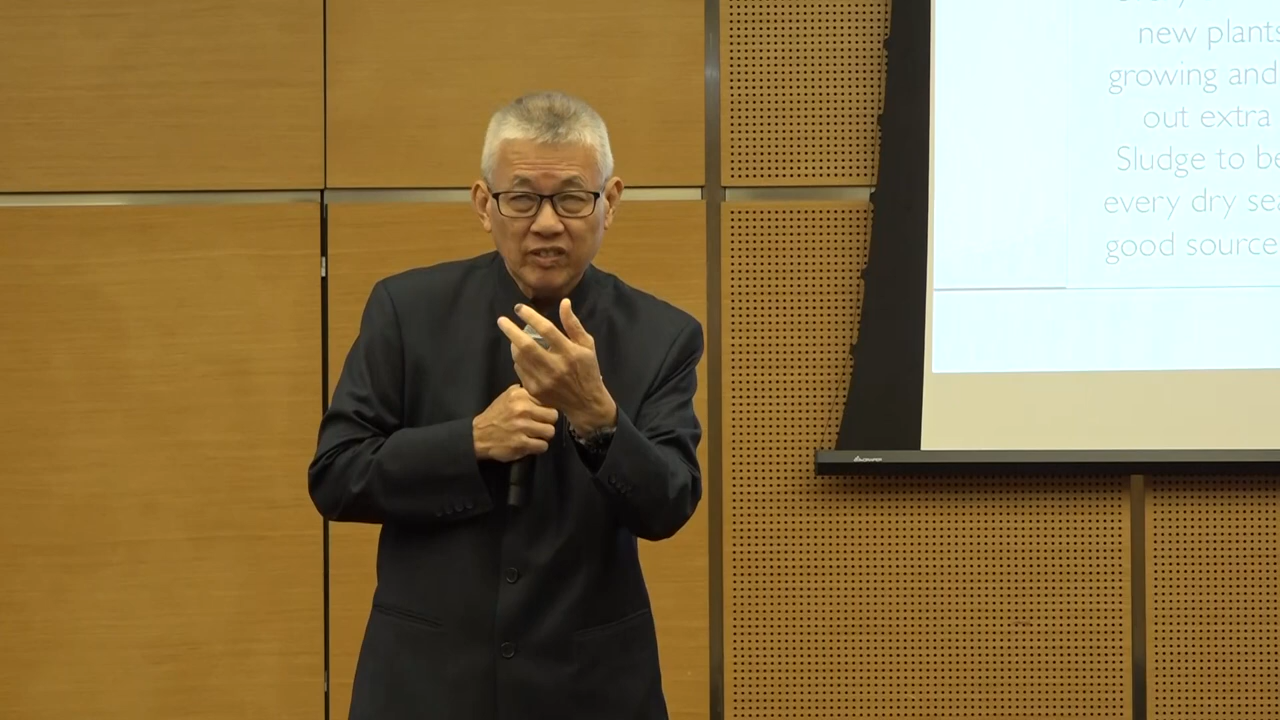 new plants
growing and
out extra
Sludge to be
every dry sea
good source